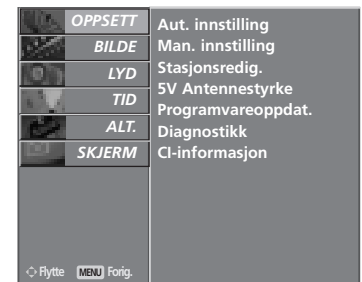 OPPSETT
BILDE
LYD
TID
ALT.
SKJERM
Aut. innstilling
Man. innstilling
Stasjonsredig.
5V Antennestyrke
Programvareoppdat.
Diagnostikk
CI-informasjon
Flytte MENU Forig.